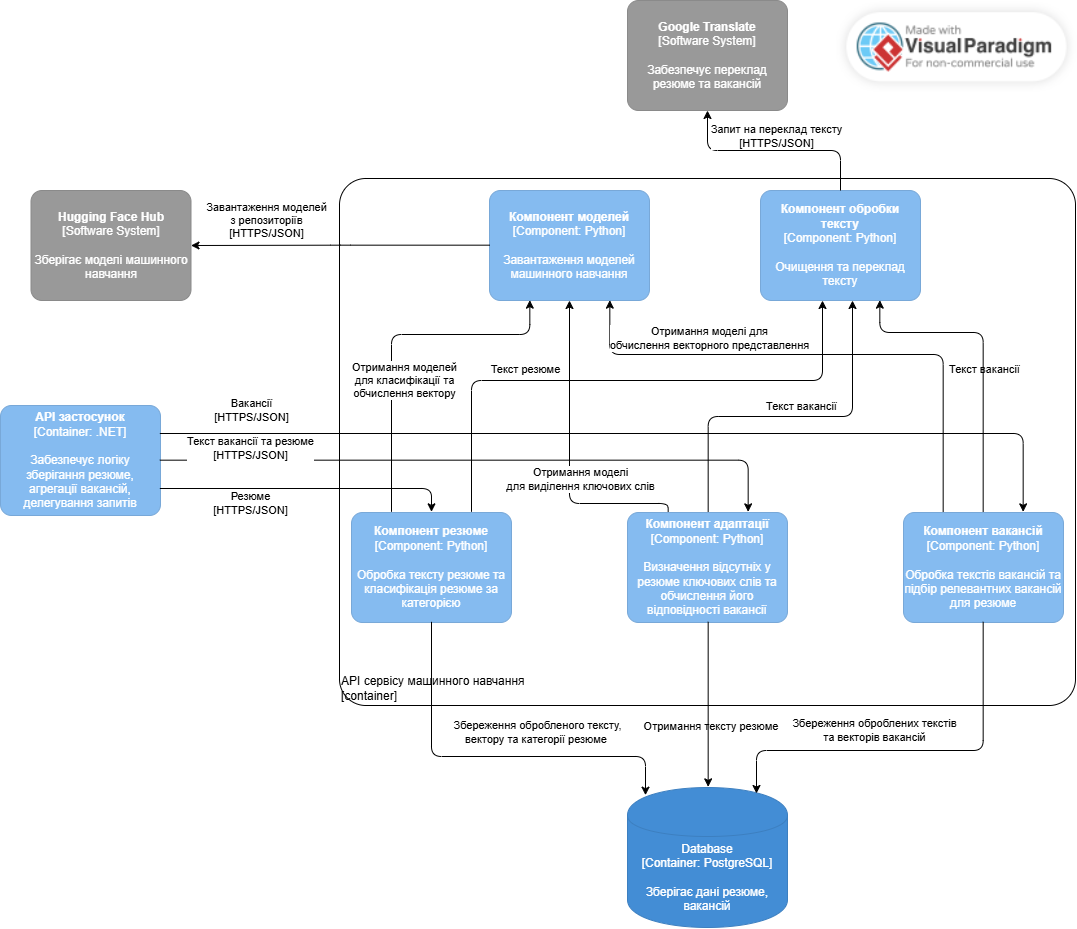 Google Translate
[Software System]
Забезпечує переклад
резюме та вакансій
Made with
Visual Paradigm
For non-commercial use
Запит на переклад тексту
[HTTPS/JSON]
Hugging Face Hub
[Software System]
Зберігає моделі машинного
навчання
Завантаження моделей
з репозиторіїв
[HTTPS/JSON]
Компонент моделей
[Component: Python]
Завантаження моделей
машинного навчання
Компонент обробки
тексту
[Component: Python]
Очищення та переклад
тексту
Отримання моделей
для класифікації та
обчислення вектору
Текст резюме
Отримання моделі для
обчислення векторного представлення
Текст вакансії
Текст вакансії
API застосунок
[Container: .NET]
Забезпечує логіку
зберігання резюме,
агрегації вакансій,
делегування запитів
Вакансії
[HTTPS/JSON]
Текст вакансії та резюме
[HTTPS/JSON]
Резюме
[HTTPS/JSON]
Отримання моделі
для виділення ключових слів
Компонент резюме
[Component: Python]
Обробка тексту резюме та
класифікація резюме за
категорією
Компонент адаптації
[Component: Python]
Визначення відсутніх у
резюме ключових слів та
обчислення його
відповідності вакансії
Компонент вакансій
[Component: Python]
Обробка текстів вакансій та
підбір релевантних вакансій
для резюме
API сервісу машинного навчання
[container]
Збереження обробленого тексту,
вектору та категорії резюме
Отримання тексту резюме
Збереження оброблених текстів
та векторів вакансій
Database
[Container: PostgreSQL]
Зберігає дані резюме,
вакансій